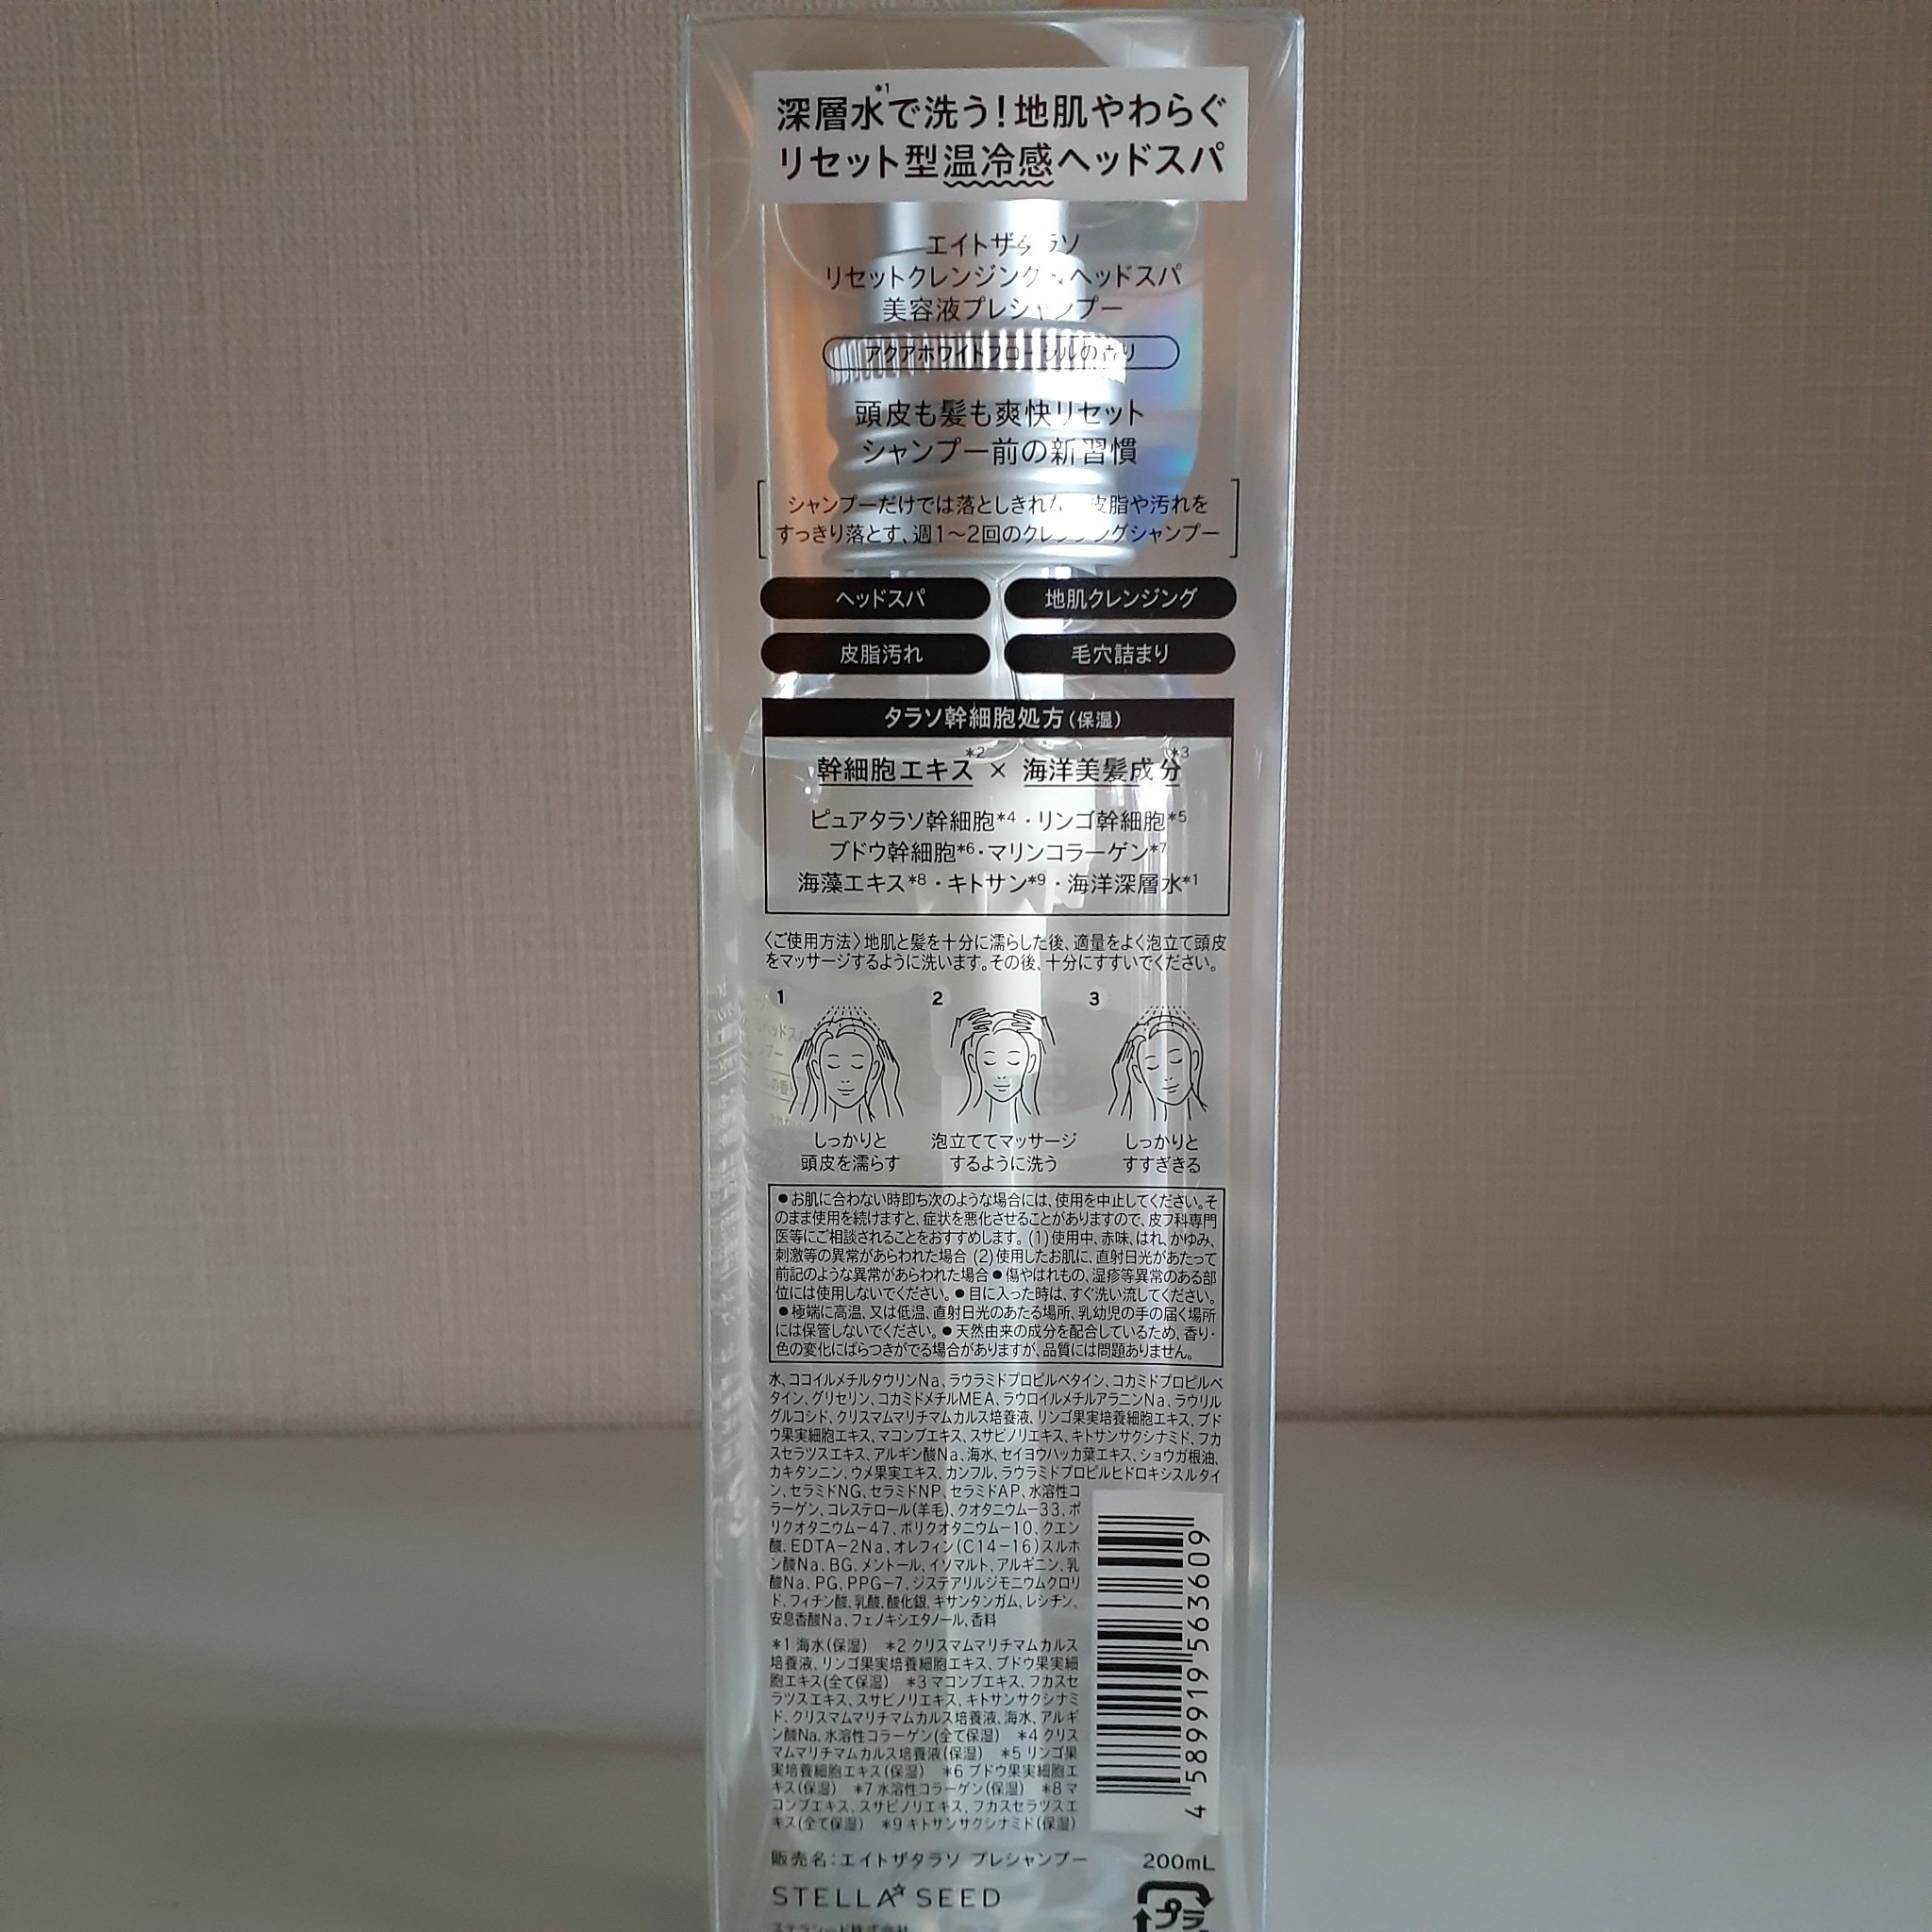 深層水*1で洗う!地肌やわらぐ
リセット型温冷感ヘッドスパ
エイトザタラソ
リセットクレンジング&ヘッドスパ
美容液プレシャンプー
アクアホワイトフローラルの香り
頭皮も髪も爽快リセット
シャンプー前の新習慣
シャンプーだけでは落としきれない皮脂や汚れを
すっきり落とす、週1〜2回のクレンジングシャンプー
ヘッドスパ
地肌クレンジング
皮脂汚れ
毛穴詰まり
タラソ幹細胞処方(保湿)
幹細胞エキス*2 × 海洋美髪成分*3
ピュアタラソ幹細胞*4・リンゴ幹細胞*5
ブドウ幹細胞*6・マリンコラーゲン*7
海藻エキス*8・キトサン*9・海洋深層水*1
〈ご使用方法〉地肌と髪を十分に濡らした後、適量をよく泡立て頭皮
をマッサージするように洗います。その後、十分にすすいでください。
1
2
3
しっかりと
頭皮を濡らす
泡立ててマッサージ
するように洗う
しっかりと
すすぎきる
●お肌に合わない時即ち次のような場合には、使用を中止してください。そ
のまま使用を続けますと、症状を悪化させることがありますので、皮フ科専門
医等にご相談されることをおすすめします。(1)使用中、赤味、はれ、かゆみ、
刺激等の異常があらわれた場合 (2)使用したお肌に、直射日光があたって
前記のような異常があらわれた場合●傷やはれもの、湿疹等異常のある部
位には使用しないでください。●目に入った時は、すぐ洗い流してください。
●極端に高温、又は低温、直射日光のあたる場所、乳幼児の手の届く場所
には保管しないでください。●天然由来の成分を配合しているため、香り・
色の変化にばらつきがでる場合がありますが、品質には問題ありません。
水、ココイルメチルタウリンNa、ラウラミドプロピルベタイン、コカミドプロピルベ
タイン、グリセリン、コカミドメチルMEA、ラウロイルメチルアラニンNa、ラウリル
グルコシド、クリスマムマリチマムカルス培養液、リンゴ果実培養細胞エキス、ブド
ウ果実細胞エキス、マコンブエキス、スサビノリエキス、キトサンサクシナミド、フカ
スセラツスエキス、アルギン酸Na、海水、セイヨウハッカ葉エキス、ショウガ根油、
カキタンニン、ウメ果実エキス、カンフル、ラウラミドプロピルヒドロキシスルタイ
ン、セラミドNG、セラミドNP、セラミドAP、水溶性コ
ラーゲン、コレステロール(羊毛)、クオタニウム-33、ポ
リクオタニウム-47、ポリクオタニウム-10、クエン
酸、EDTA-2Na、オレフィン(C14-16)スルホ
ン酸Na、BG、メントール、イソマルト、アルギニン、乳
酸Na、PG、PPG-7、ジステアリルジモニウムクロリ
ド、フィチン酸、乳酸、酸化銀、キサンタンガム、レシチン、
安息香酸Na、フェノキシエタノール、香料
*1 海水(保湿) *2 クリスマムマリチマムカルス
培養液、リンゴ果実培養細胞エキス、ブドウ果実細
胞エキス(全て保湿) *3 マコンブエキス、フカスセ
ラツスエキス、スサビノリエキス、キトサンサクシナミ
ド、クリスマムマリチマムカルス培養液、海水、アルギ
ン酸Na、水溶性コラーゲン(全て保湿) *4 クリス
マムマリチマムカルス培養液(保湿) *5 リンゴ果
実培養細胞エキス(保湿) *6 ブドウ果実細胞エ
キス(保湿) *7 水溶性コラーゲン(保湿) *8 マ
コンブエキス、スサビノリエキス、フカスセラツスエ
キス(全て保湿) *9 キトサンサクシナミド(保湿)
4 589919 563609
販売名:エイトザタラソ プレシャンプー 200mL
STELLA SEED
プラ
ステラシード株式会社